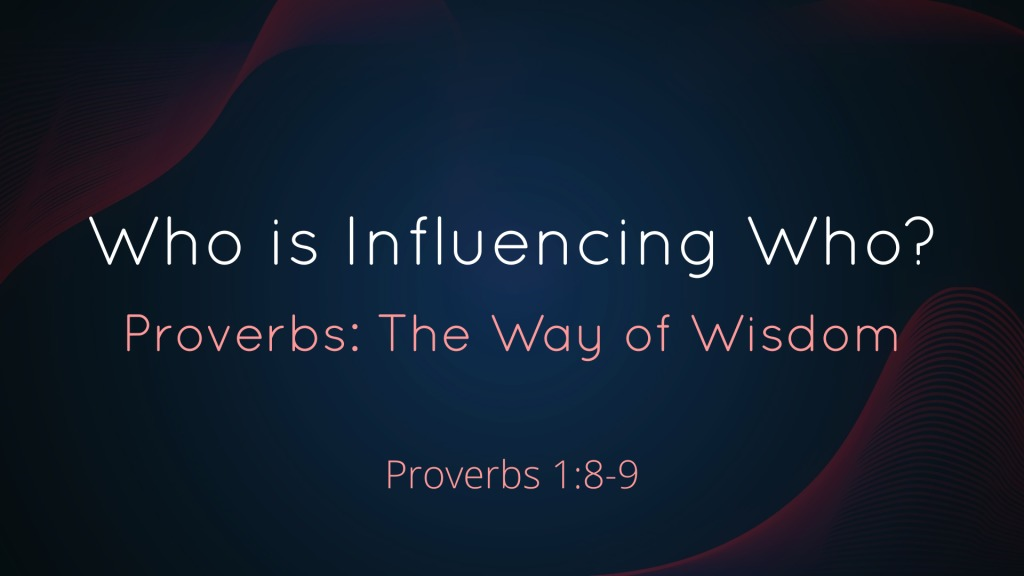 Who is Influencing Who?
Proverbs: The Way of Wisdom
Proverbs 1:8-9